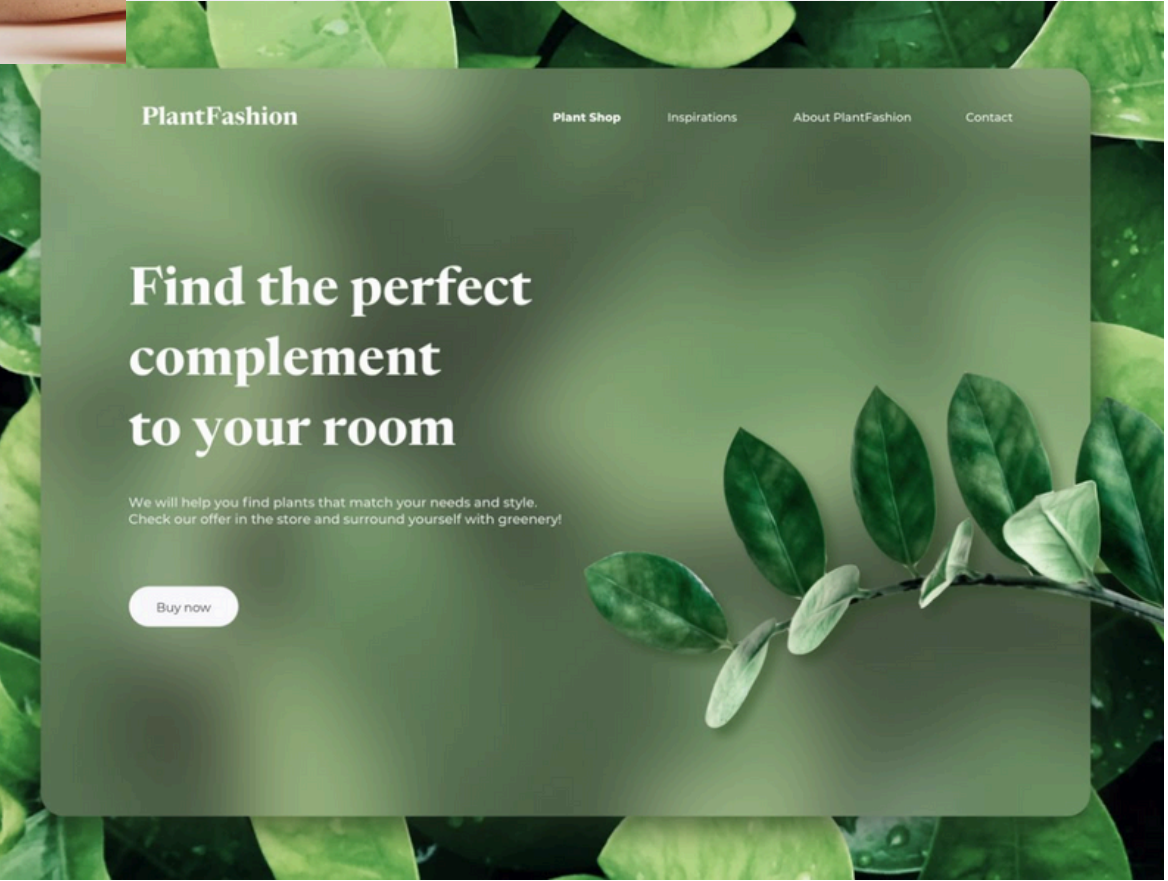 PlantFashion
Plant Shop
Inspirations
About PlantFashion
Contact
Find the perfect
complement
to your room
We will help you find plants that match your needs and style.
Check our offer in the store and surround yourself with greenery!
Buy now